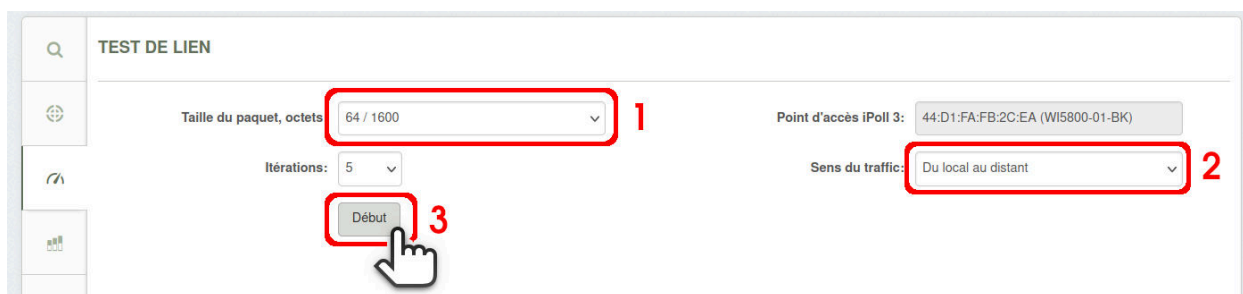 TEST DE LIEN
Taille du paquet, octets 64 / 1600 1 Point d'accès iPoll 3: 44:D1:FA:FB:2C:EA (WI5800-01-BK)
Itérations: 5 Sens du traffic: Du local au distant 2
Début 3